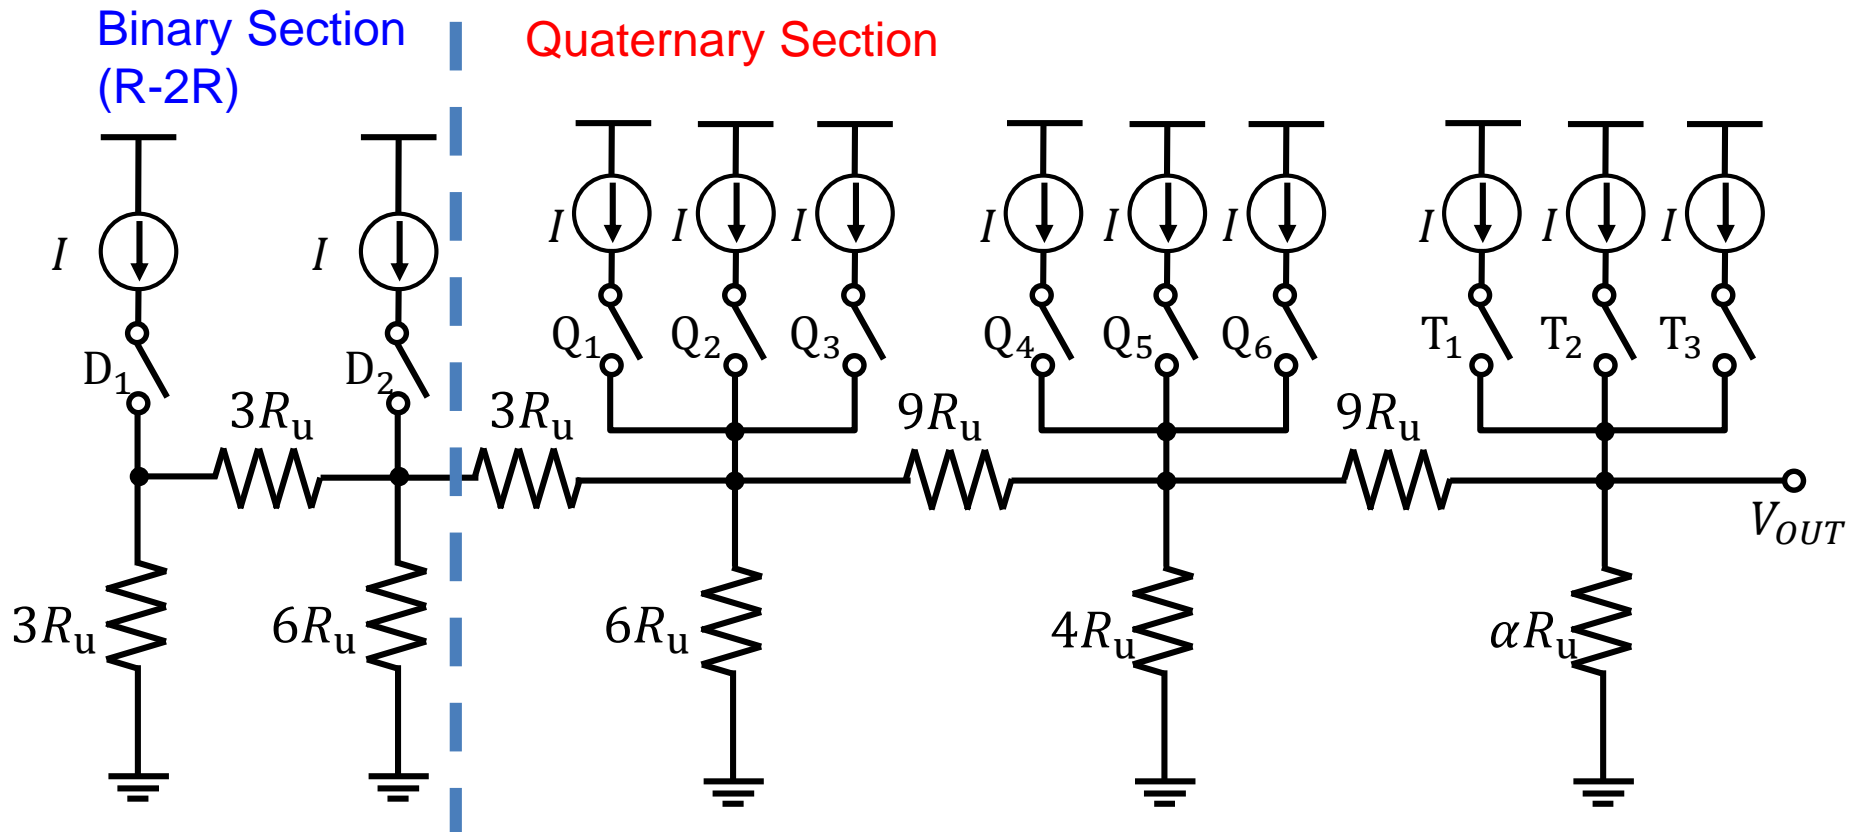 Binary Section
(R-2R)
Quaternary Section
I I I I I I I I I I I
D₁ D₂ Q₁ Q₂ Q₃ Q₄ Q₅ Q₆ T₁ T₂ T₃
3Rᵤ 3Rᵤ 9Rᵤ 9Rᵤ
V_OUT
3Rᵤ 6Rᵤ 6Rᵤ 4Rᵤ αRᵤ